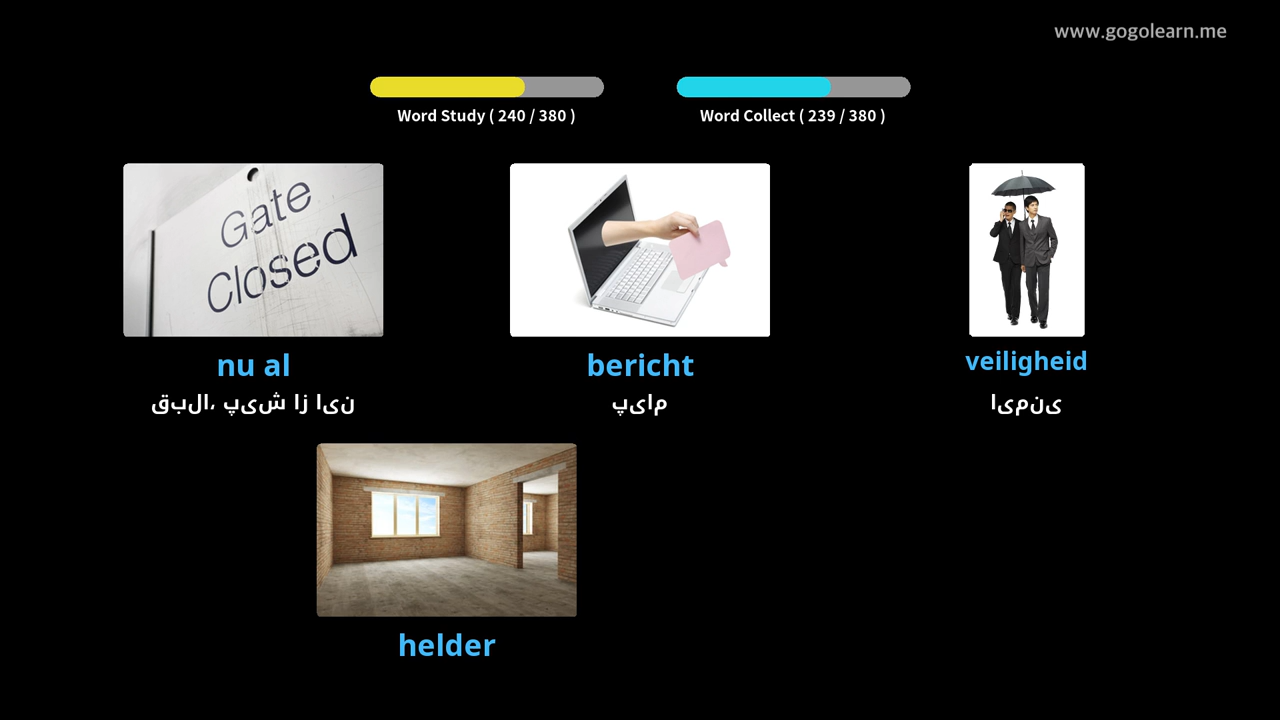 www.gogolearn.me
Word Study ( 240 / 380 )
Word Collect ( 239 / 380 )
Gate
Closed
nu al
قبلا، پیش از این
bericht
پیام
veiligheid
ایمنی
helder